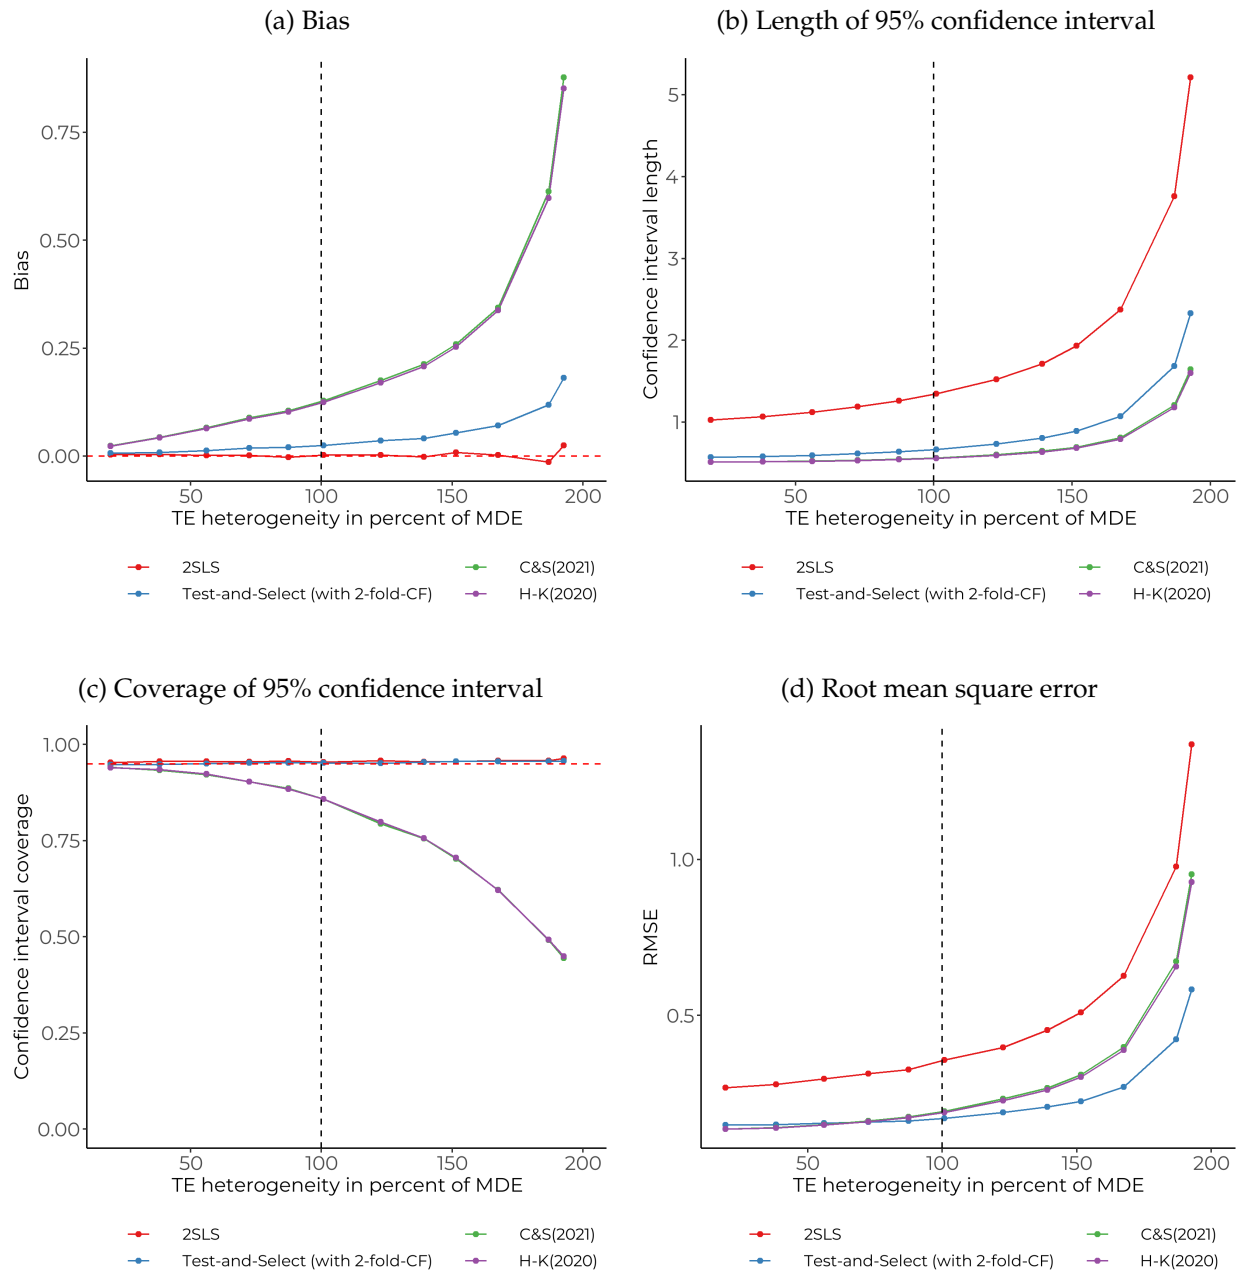 (a) Bias
Bias
0.75
0.50
0.25
0.00
50 100 150 200
TE heterogeneity in percent of MDE
2SLS C&S(2021)
Test-and-Select (with 2-fold-CF) H-K(2020)
(b) Length of 95% confidence interval
Confidence interval length
5
4
3
2
1
50 100 150 200
TE heterogeneity in percent of MDE
2SLS C&S(2021)
Test-and-Select (with 2-fold-CF) H-K(2020)
(c) Coverage of 95% confidence interval
Confidence interval coverage
1.00
0.75
0.50
0.25
0.00
50 100 150 200
TE heterogeneity in percent of MDE
2SLS C&S(2021)
Test-and-Select (with 2-fold-CF) H-K(2020)
(d) Root mean square error
RMSE
1.0
0.5
50 100 150 200
TE heterogeneity in percent of MDE
2SLS C&S(2021)
Test-and-Select (with 2-fold-CF) H-K(2020)